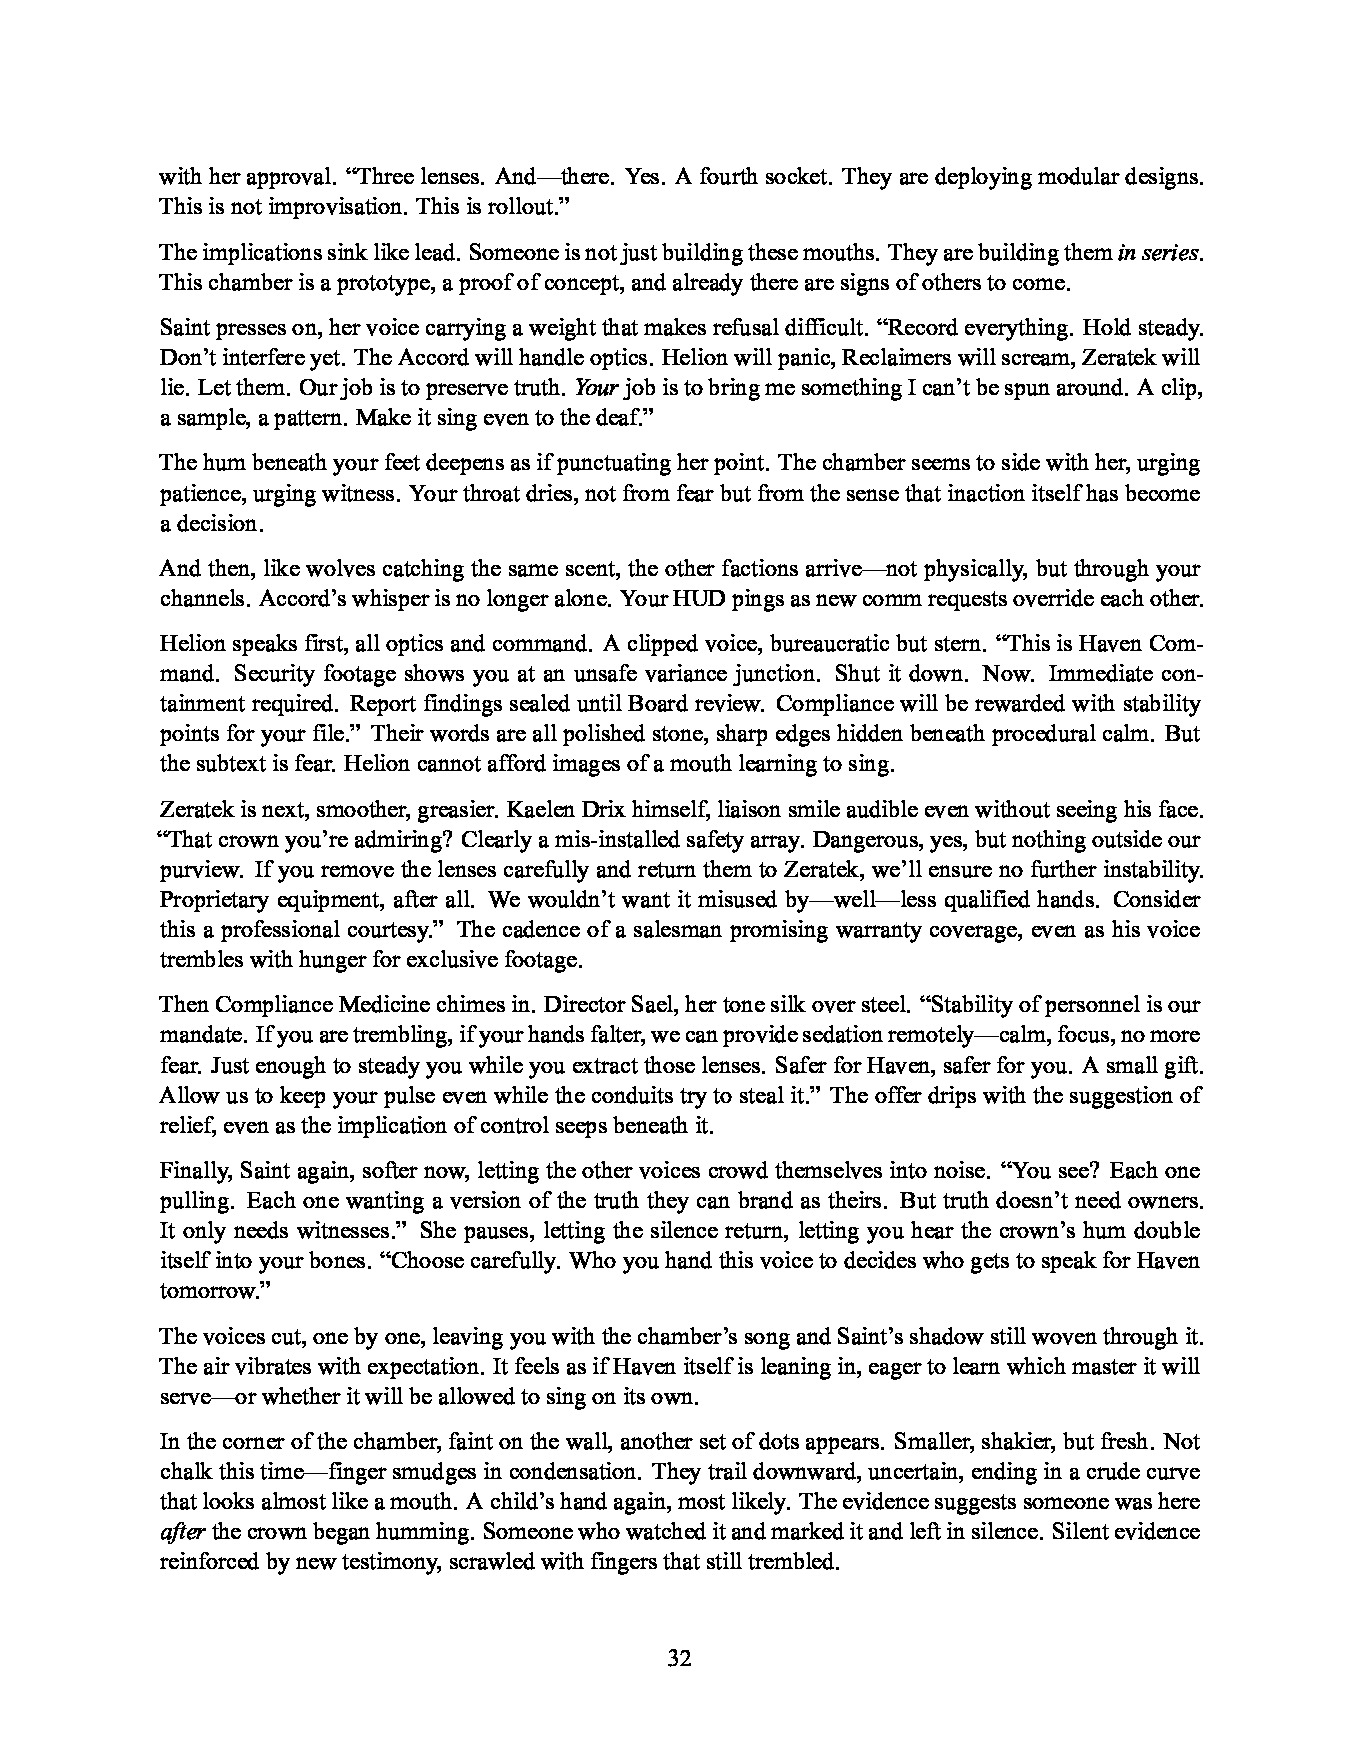 with her approval. “Three lenses. And—there. Yes. A fourth socket. They are deploying modular designs.
This is not improvisation. This is rollout.”
The implications sink like lead. Someone is not just building these mouths. They are building them in series.
This chamber is a prototype, a proof of concept, and already there are signs of others to come.
Saint presses on, her voice carrying a weight that makes refusal difficult. “Record everything. Hold steady.
Don’t interfere yet. The Accord will handle optics. Helion will panic, Reclaimers will scream, Zeratek will
lie. Let them. Our job is to preserve truth. Your job is to bring me something I can’t be spun around. A clip,
a sample, a pattern. Make it sing even to the deaf.”
The hum beneath your feet deepens as if punctuating her point. The chamber seems to side with her, urging
patience, urging witness. Your throat dries, not from fear but from the sense that inaction itself has become
a decision.
And then, like wolves catching the same scent, the other factions arrive—not physically, but through your
channels. Accord’s whisper is no longer alone. Your HUD pings as new comm requests override each other.
Helion speaks first, all optics and command. A clipped voice, bureaucratic but stern. “This is Haven Com-
mand. Security footage shows you at an unsafe variance junction. Shut it down. Now. Immediate con-
tainment required. Report findings sealed until Board review. Compliance will be rewarded with stability
points for your file.” Their words are all polished stone, sharp edges hidden beneath procedural calm. But
the subtext is fear. Helion cannot afford images of a mouth learning to sing.
Zeratek is next, smoother, greasier. Kaelen Drix himself, liaison smile audible even without seeing his face.
“That crown you’re admiring? Clearly a mis-installed safety array. Dangerous, yes, but nothing outside our
purview. If you remove the lenses carefully and return them to Zeratek, we’ll ensure no further instability.
Proprietary equipment, after all. We wouldn’t want it misused by—well—less qualified hands. Consider
this a professional courtesy.” The cadence of a salesman promising warranty coverage, even as his voice
trembles with hunger for exclusive footage.
Then Compliance Medicine chimes in. Director Sael, her tone silk over steel. “Stability of personnel is our
mandate. If you are trembling, if your hands falter, we can provide sedation remotely—calm, focus, no more
fear. Just enough to steady you while you extract those lenses. Safer for Haven, safer for you. A small gift.
Allow us to keep your pulse even while the conduits try to steal it.” The offer drips with the suggestion of
relief, even as the implication of control seeps beneath it.
Finally, Saint again, softer now, letting the other voices crowd themselves into noise. “You see? Each one
pulling. Each one wanting a version of the truth they can brand as theirs. But truth doesn’t need owners.
It only needs witnesses.” She pauses, letting the silence return, letting you hear the crown’s hum double
itself into your bones. “Choose carefully. Who you hand this voice to decides who gets to speak for Haven
tomorrow.”
The voices cut, one by one, leaving you with the chamber’s song and Saint’s shadow still woven through it.
The air vibrates with expectation. It feels as if Haven itself is leaning in, eager to learn which master it will
serve—or whether it will be allowed to sing on its own.
In the corner of the chamber, faint on the wall, another set of dots appears. Smaller, shakier, but fresh. Not
chalk this time—finger smudges in condensation. They trail downward, uncertain, ending in a crude curve
that looks almost like a mouth. A child’s hand again, most likely. The evidence suggests someone was here
after the crown began humming. Someone who watched it and marked it and left in silence. Silent evidence
reinforced by new testimony, scrawled with fingers that still trembled.
32